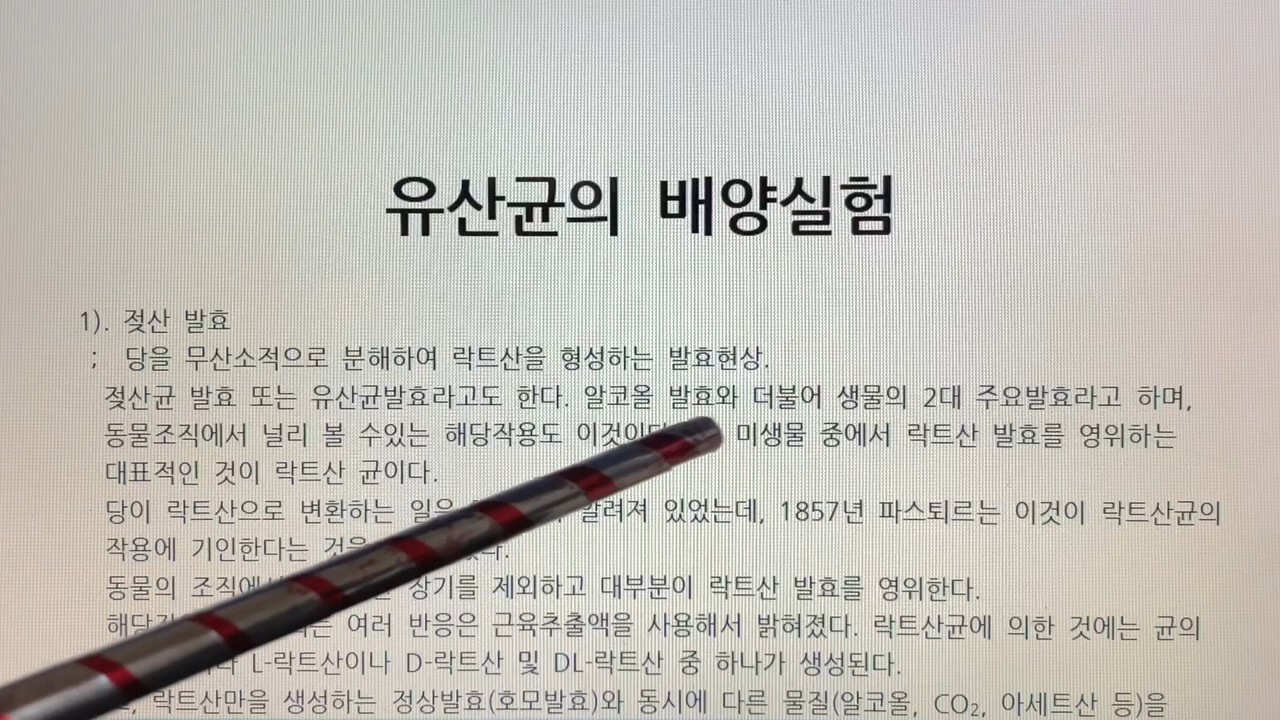 유산균의 배양실험
1). 젖산 발효
; 당을 무산소적으로 분해하여 락트산을 형성하는 발효현상.
젖산균 발효 또는 유산균발효라고도 한다. 알코올 발효와 더불어 생물의 2대 주요발효라고 하며,
동물조직에서 널리 볼 수있는 해당작용도 미생물 중에서 락트산 발효를 영위하는
대표적인 것이 락트산 균이다.
당이 락트산으로 변환하는 일은 알려져 있었는데, 1857년 파스퇴르는 이것이 락트산균의
작용에 기인한다는
동물의 장기를 제외하고 대부분이 락트산 발효를 영위한다.
여러 반응은 근육추출액을 사용해서 밝혀졌다. 락트산균에 의한 것에는 균의
L-락트산이나 D-락트산 및 DL-락트산 중 하나가 생성된다.
락트산만을 생성하는 정상발효(호모발효)와 동시에 다른 물질(알코올, CO₂, 아세트산 등)을